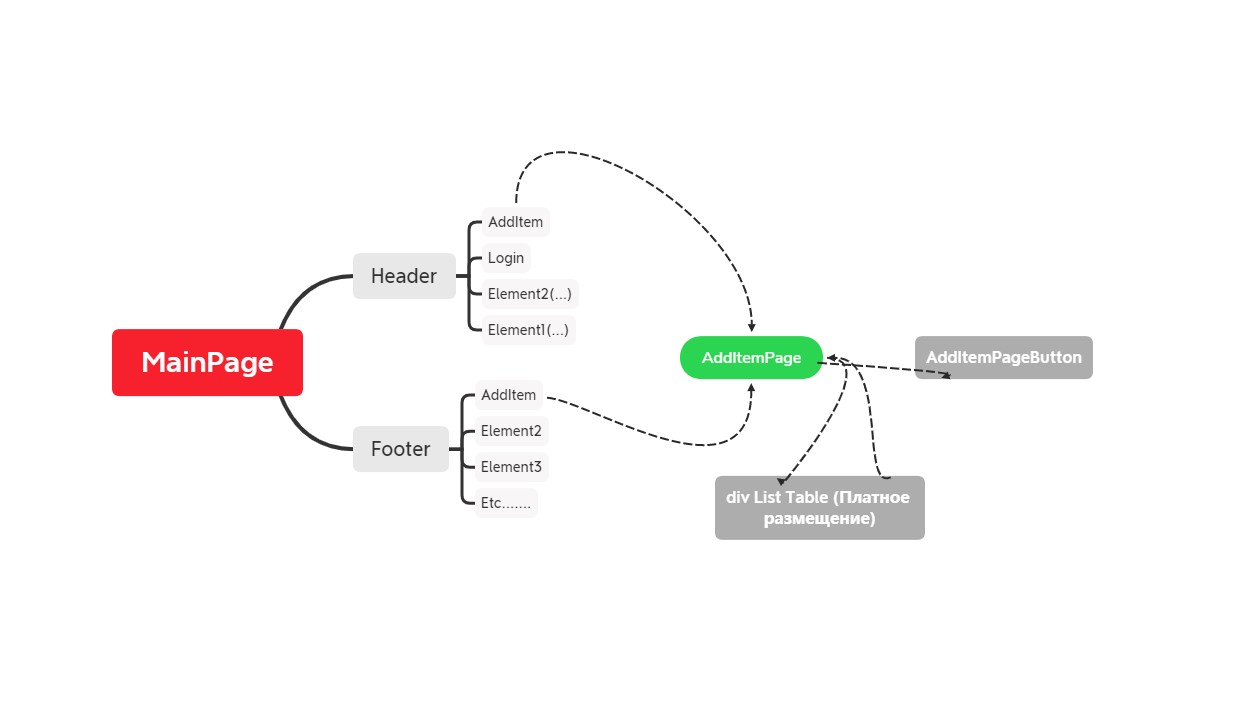 MainPage
Header
AddItem
Login
Element2(...)
Element1(...)
Footer
AddItem
Element2
Element3
Etc.......
AddItemPage
AddItemPageButton
div List Table (Платное
размещение)